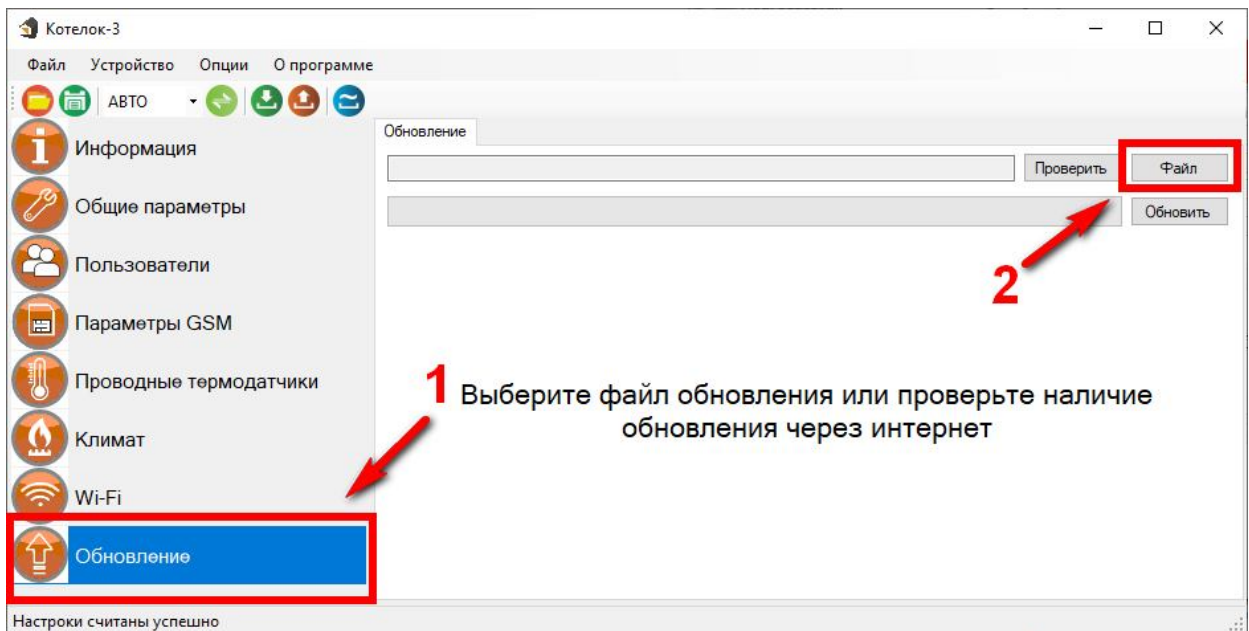 Котелок-3
Файл Устройство Опции О программе
АВТО
Информация
Общие параметры
Пользователи
Параметры GSM
Проводные термодатчики
Климат
Wi-Fi
Обновление
Обновление
Проверить Файл
Обновить
2
1
Выберите файл обновления или проверьте наличие
обновления через интернет
Настроки считаны успешно